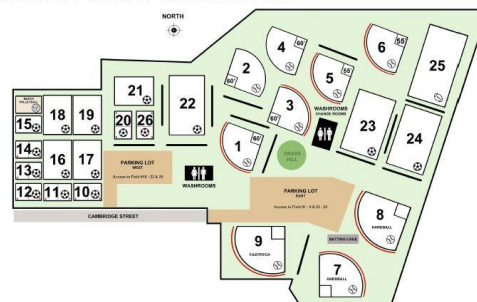 NORTH
6
55'
4
60'
25
2
60'
5
55'
3
60'
WASHROOMS
CHANGE ROOMS
21
22
20
26
BEACH
VOLLEYBALL
15
18
19
14
13
16
17
12
11
10
1
60'
23
24
GRASS
HILL
PARKING LOT
WEST
WASHROOMS
PARKING LOT
EAST
CAMBRIDGE STREET
8
HARDBALL
BATTING CAGE
9
FASTPITCH
7
HARDBALL